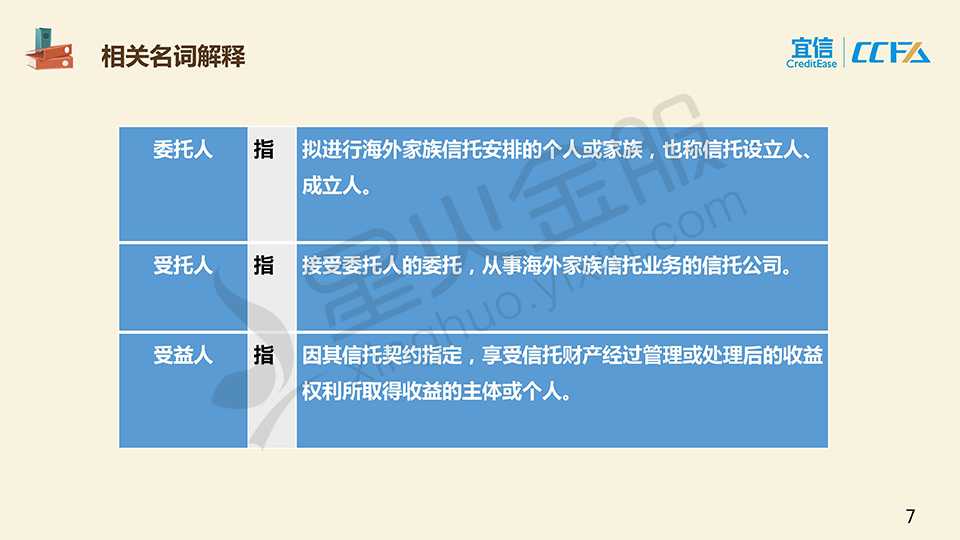 相关名词解释
宜信
CreditEase
CCFA
委托人 指 拟进行海外家族信托安排的个人或家族，也称信托设立人、
成立人。
受托人 指 接受委托人的委托，从事海外家族信托业务的信托公司。
受益人 指 因其信托契约指定，享受信托财产经过管理或处理后的收益
权利所取得收益的主体或个人。
星火金服
xinghuo.yixin.com
7